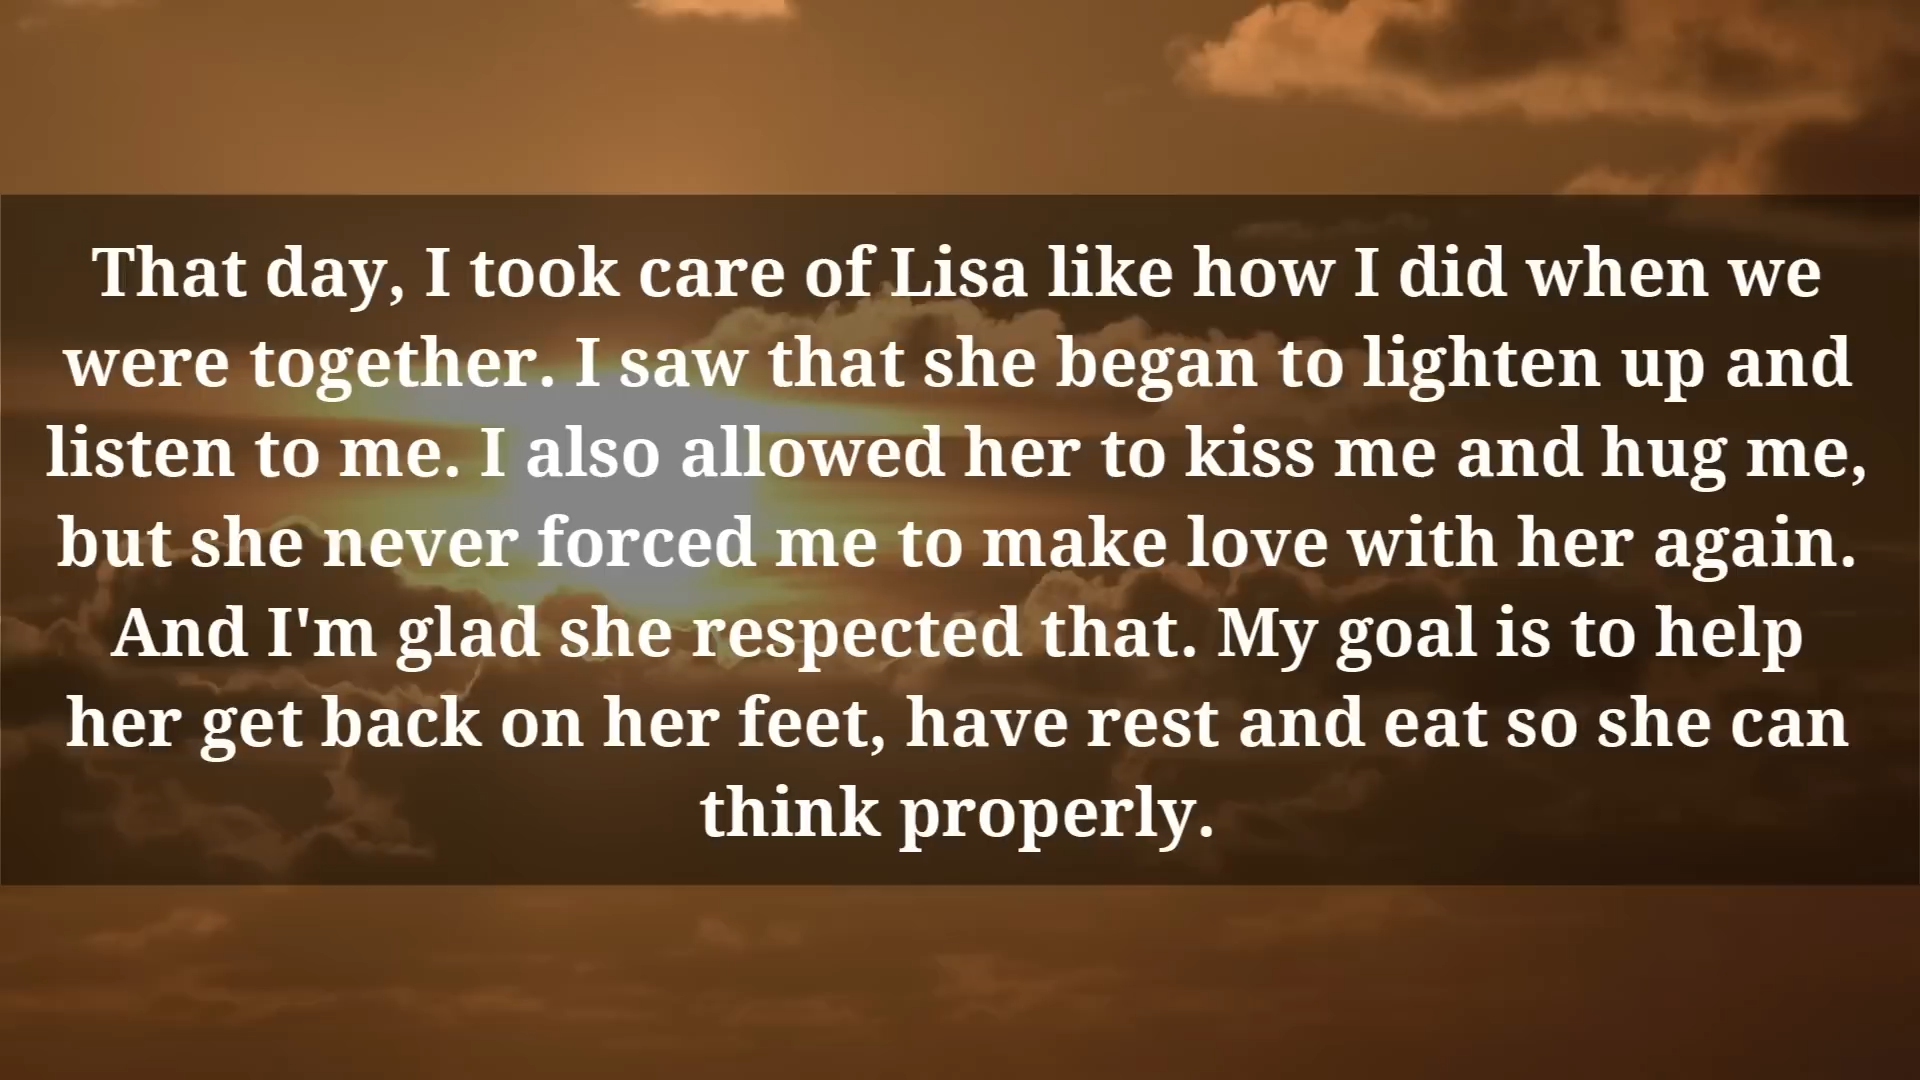 That day, I took care of Lisa like how I did when we
were together. I saw that she began to lighten up and
listen to me. I also allowed her to kiss me and hug me,
but she never forced me to make love with her again.
And I'm glad she respected that. My goal is to help
her get back on her feet, have rest and eat so she can
think properly.